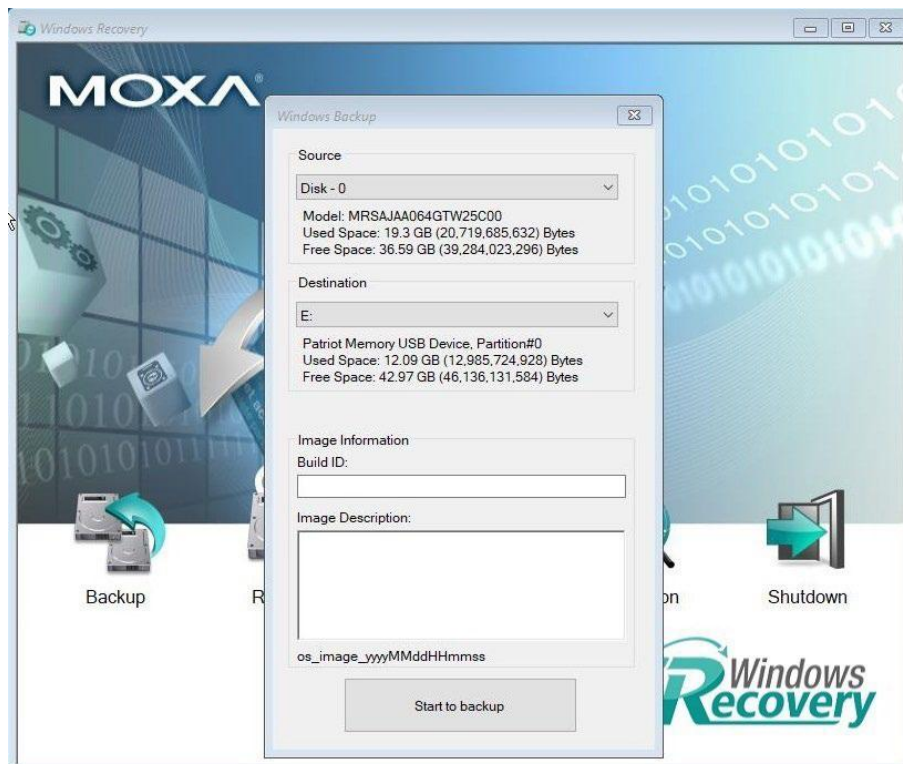 Windows Recovery
MOXA®
Windows Backup
Source
Disk - 0
Model: MRSAJAA064GTW25C00
Used Space: 19.3 GB (20,719,685,632) Bytes
Free Space: 36.59 GB (39,284,023,296) Bytes
Destination
E:
Patriot Memory USB Device, Partition#0
Used Space: 12.09 GB (12,985,724,928) Bytes
Free Space: 42.97 GB (46,136,131,584) Bytes
Image Information
Build ID:
Image Description:
os_image_yyyyMMddHHmmss
Start to backup
Backup
R
on
Shutdown
Windows
Recovery